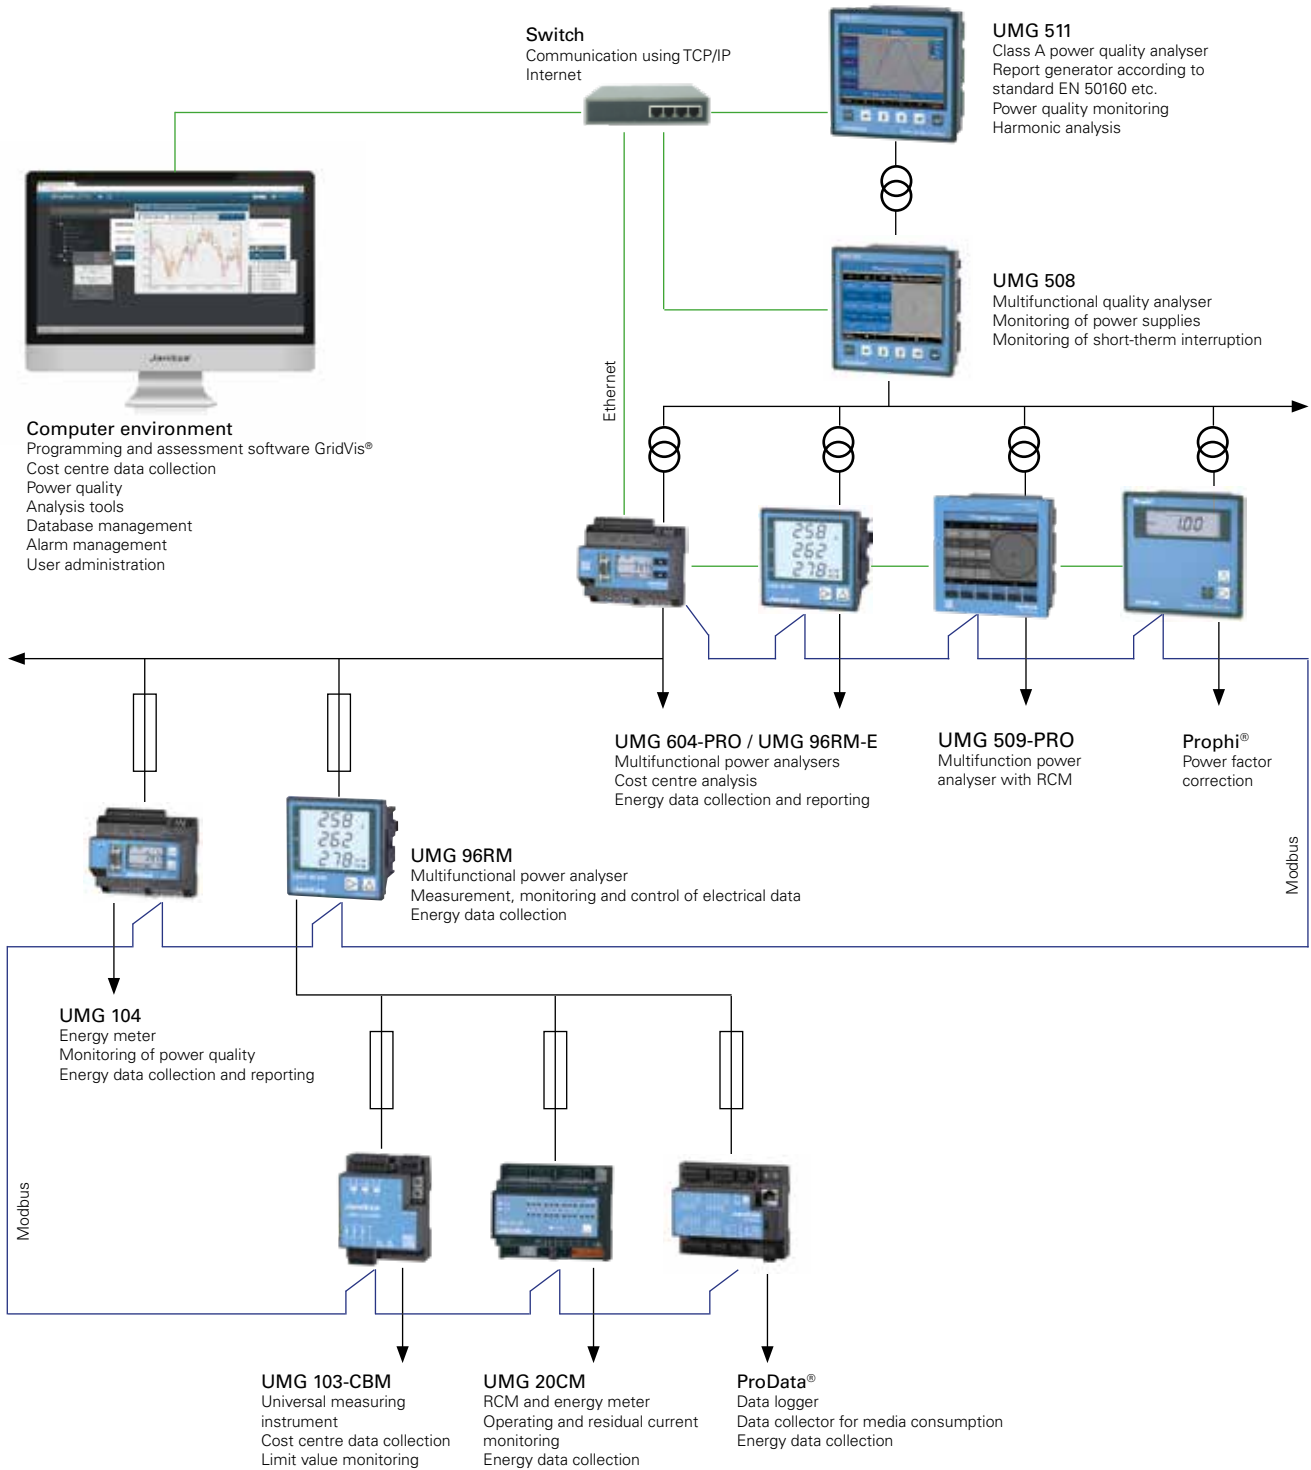 Switch
Communication using TCP/IP
Internet
UMG 511
Class A power quality analyser
Report generator according to
standard EN 50160 etc.
Power quality monitoring
Harmonic analysis
Janitza
UMG 508
Multifunctional quality analyser
Monitoring of power supplies
Monitoring of short-therm interruption
Ethernet
Computer environment
Programming and assessment software GridVis®
Cost centre data collection
Power quality
Analysis tools
Database management
Alarm management
User administration
258
262
278
1.00
UMG 604-PRO / UMG 96RM-E
Multifunctional power analysers
Cost centre analysis
Energy data collection and reporting
UMG 509-PRO
Multifunction power
analyser with RCM
Prophi®
Power factor
correction
Modbus
258
262
278
UMG 96RM
Multifunctional power analyser
Measurement, monitoring and control of electrical data
Energy data collection
UMG 104
Energy meter
Monitoring of power quality
Energy data collection and reporting
Modbus
UMG 103-CBM
Universal measuring
instrument
Cost centre data collection
Limit value monitoring
UMG 20CM
RCM and energy meter
Operating and residual current
monitoring
Energy data collection
ProData®
Data logger
Data collector for media consumption
Energy data collection